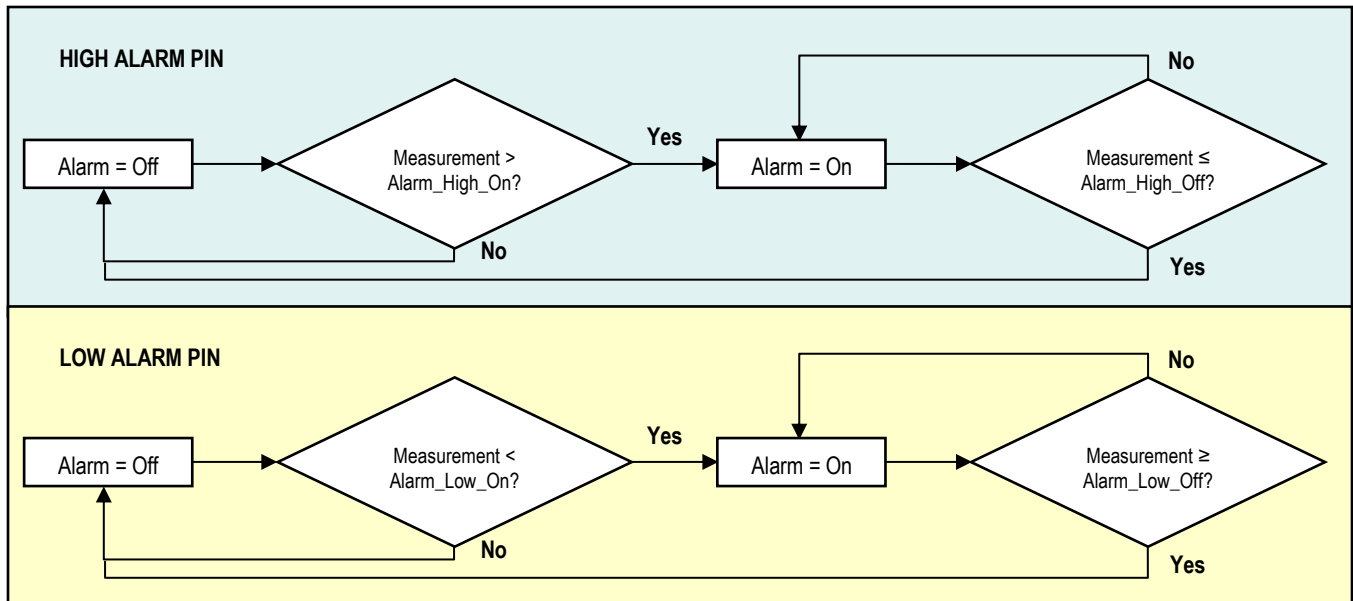 HIGH ALARM PIN
No
Alarm = Off
Measurement >
Alarm_High_On?
Yes
Alarm = On
Measurement ≤
Alarm_High_Off?
No
Yes
LOW ALARM PIN
No
Alarm = Off
Measurement <
Alarm_Low_On?
Yes
Alarm = On
Measurement ≥
Alarm_Low_Off?
No
Yes